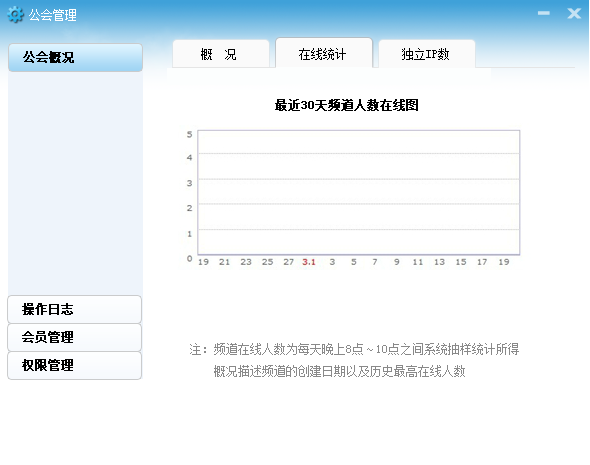 公会管理
公会概况
概 况
在线统计
独立IP数
最近30天频道人数在线图
5
4
3
2
1
0
19 21 23 25 27 3.1 3 5 7 9 11 13 15 17 19
操作日志
会员管理
权限管理
注：频道在线人数为每天晚上8点～10点之间系统抽样统计所得
概况描述频道的创建日期以及历史最高在线人数